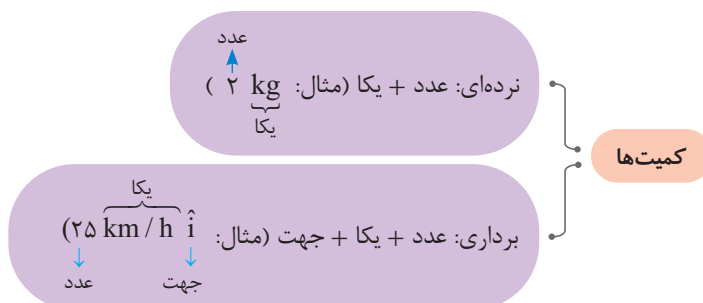 کمیت‌ها
عدد
نرده‌ای: عدد + یکا (مثال: ۲ kg )
یکا
یکا
برداری: عدد + یکا + جهت (مثال: ۲۵ km / h î)
عدد جهت